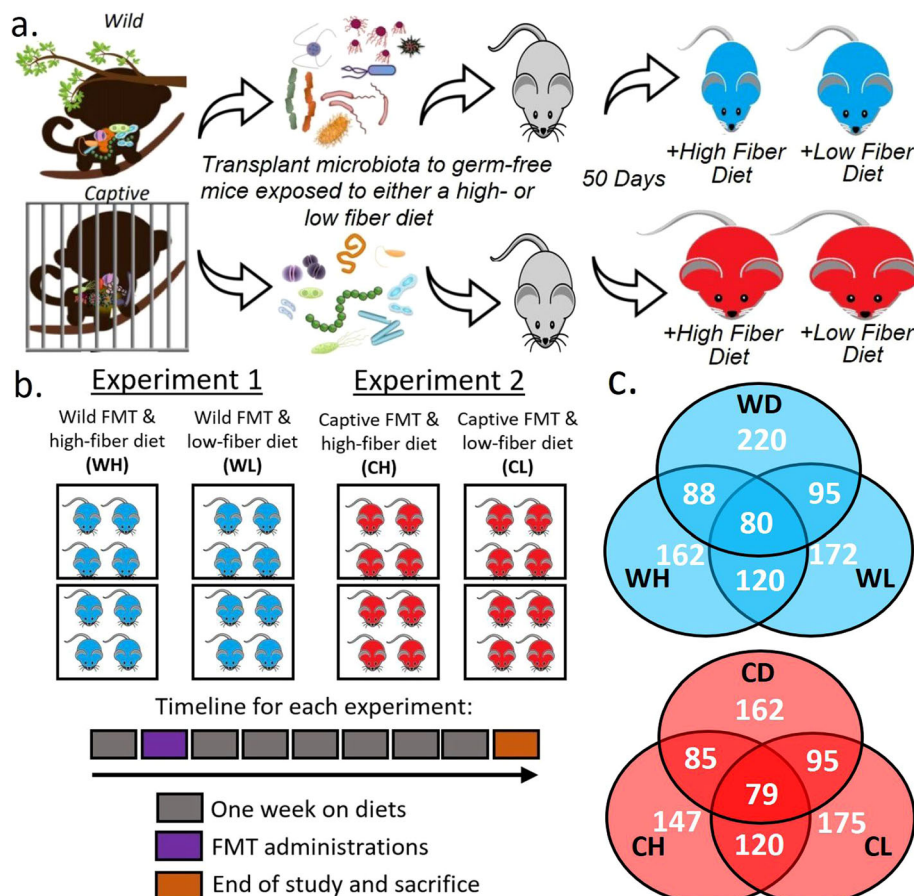 a.
Wild
Captive
Transplant microbiota to germ-free
mice exposed to either a high- or
low fiber diet
50 Days
+High Fiber
Diet
+Low Fiber
Diet
+High Fiber
Diet
+Low Fiber
Diet
b.
Experiment 1
Experiment 2
Wild FMT &
high-fiber diet
(WH)
Wild FMT &
low-fiber diet
(WL)
Captive FMT &
high-fiber diet
(CH)
Captive FMT &
low-fiber diet
(CL)
Timeline for each experiment:
One week on diets
FMT administrations
End of study and sacrifice
c.
WD
220
88
95
80
162
172
WH
120
WL
CD
162
85
95
79
147
175
CH
120
CL